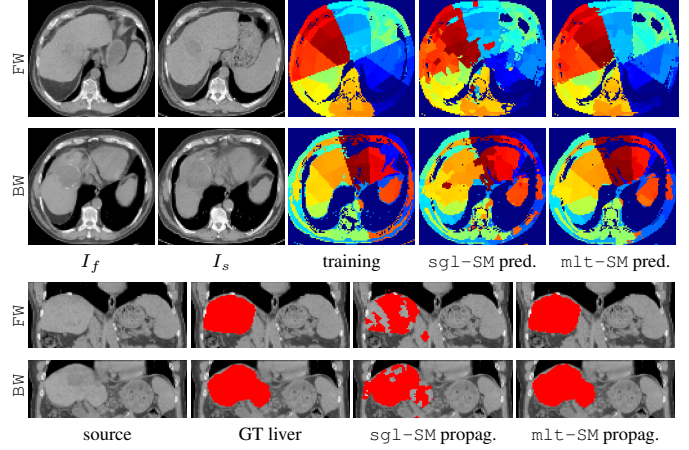 FW
BW
I_f I_s training sgl-SM pred. mlt-SM pred.
FW
BW
source GT liver sgl-SM propag. mlt-SM propag.